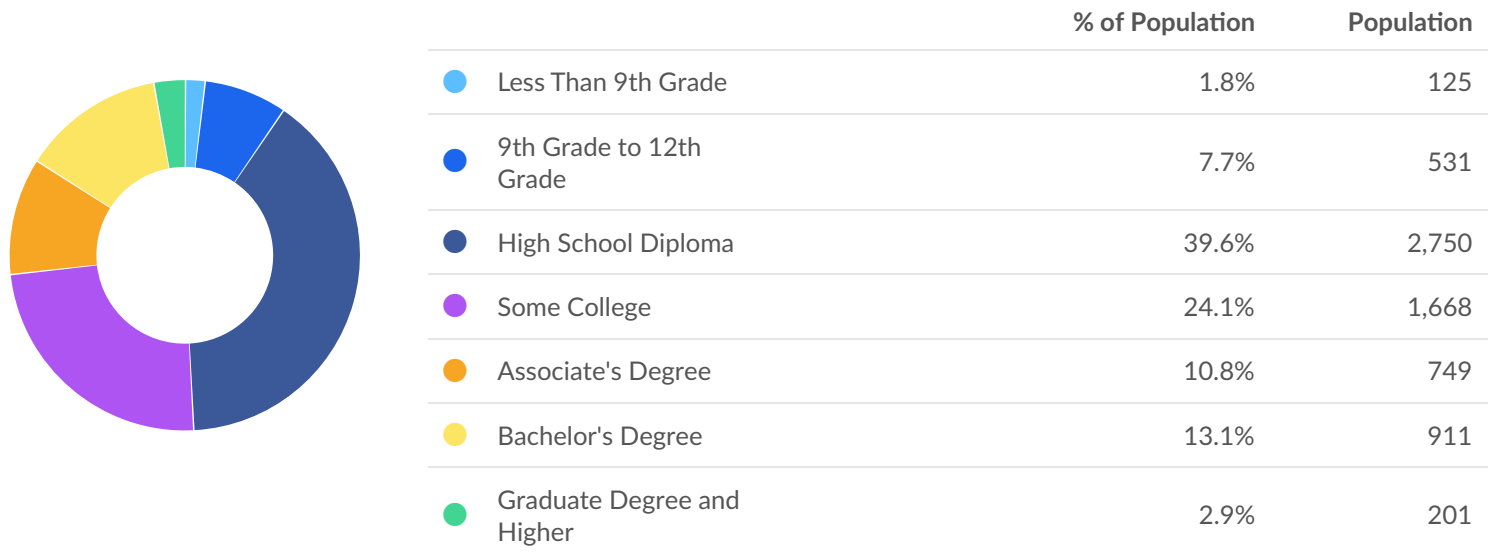 % of Population Population
Less Than 9th Grade 1.8% 125
9th Grade to 12th
Grade 7.7% 531
High School Diploma 39.6% 2,750
Some College 24.1% 1,668
Associate's Degree 10.8% 749
Bachelor's Degree 13.1% 911
Graduate Degree and
Higher 2.9% 201